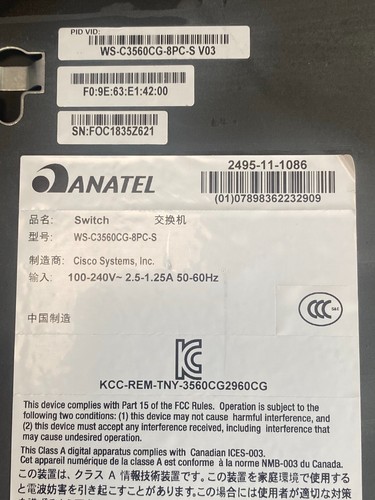 PID VID:
WS-C3560CG-8PC-S V03
F0:9E:63:E1:42:00
SN:FOC1835Z621
ANATEL
2495-11-1086
(01)07898362232909
品名: Switch 交换机
型号: WS-C3560CG-8PC-S
制造商: Cisco Systems, Inc.
输入: 100-240V~ 2.5-1.25A 50-60Hz
中国制造
CCC S&E
KCC-REM-TNY-3560CG2960CG
This device complies with Part 15 of the FCC Rules. Operation is subject to the
following two conditions: (1) this device may not cause harmful interference, and
(2) this device must accept any interference received, including interference that
may cause undesired operation.
This Class A digital apparatus complies with Canadian ICES-003.
Cet appareil numérique de la classe A est conforme à la norme NMB-003 du Canada.
この装置は、クラス A 情報技術装置です。この装置を家庭環境で使用すると
電波妨害を引き起こすことがあります。この場合には使用者が適切な対策